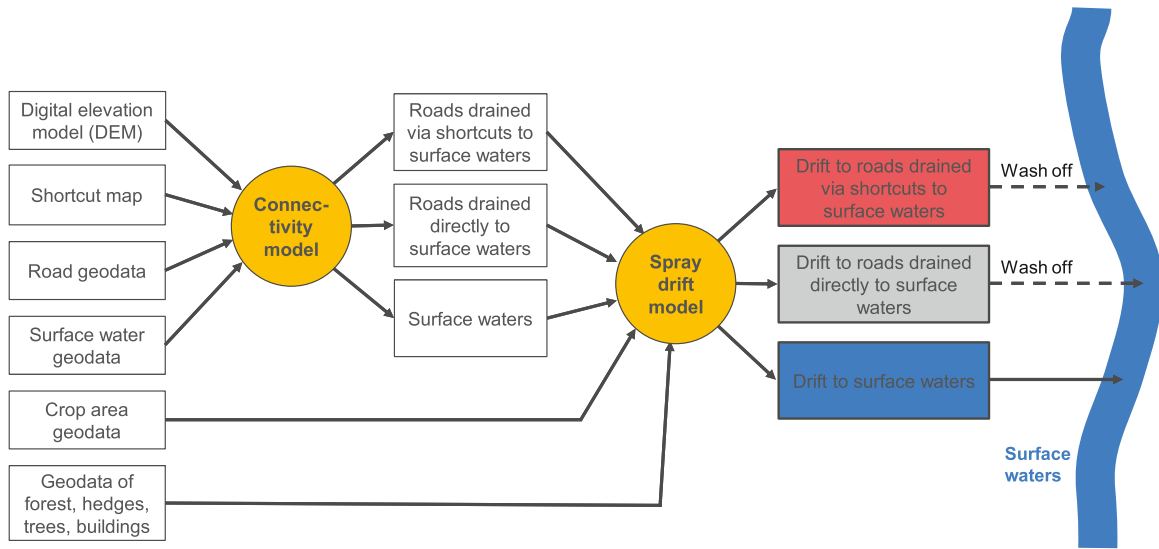 Digital elevation
model (DEM)
Shortcut map
Road geodata
Surface water
geodata
Crop area
geodata
Geodata of
forest, hedges,
trees, buildings
Connec-
tivity
model
Roads drained
via shortcuts to
surface waters
Roads drained
directly to
surface waters
Surface waters
Spray
drift
model
Drift to roads drained
via shortcuts to
surface waters
Drift to roads drained
directly to surface
waters
Drift to surface waters
Wash off
Wash off
Surface
waters